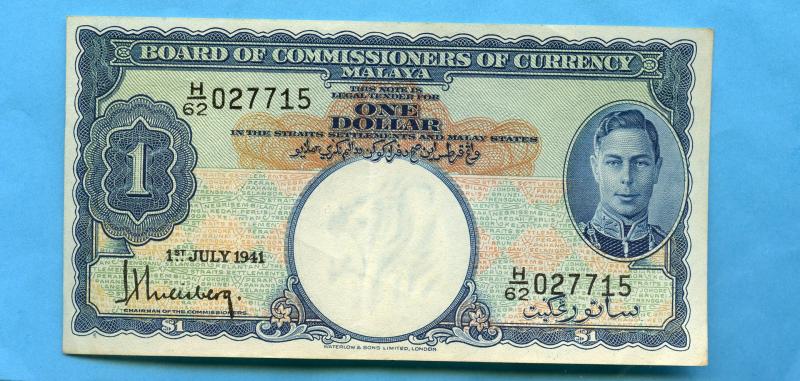 BOARD OF COMMISSIONERS OF CURRENCY
MALAYA
H/62 027715
THIS NOTE IS
LEGAL TENDER FOR
ONE
DOLLAR
IN THE STRAITS SETTLEMENTS AND MALAY STATES
1
1ST JULY 1941
H/62 027715
ساتو رڠڬيت
CHAIRMAN OF THE COMMISSIONERS
$1
$1
WATERLOW & SONS LIMITED, LONDON